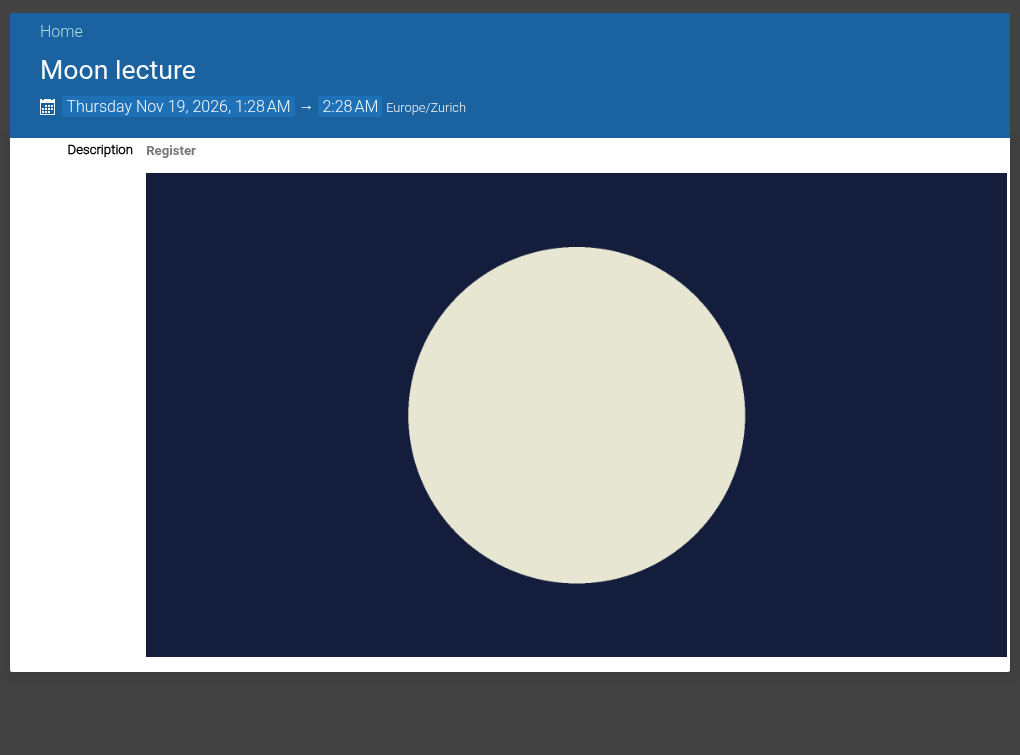 Home
Moon lecture
Thursday Nov 19, 2026, 1:28 AM → 2:28 AM Europe/Zurich
Description Register